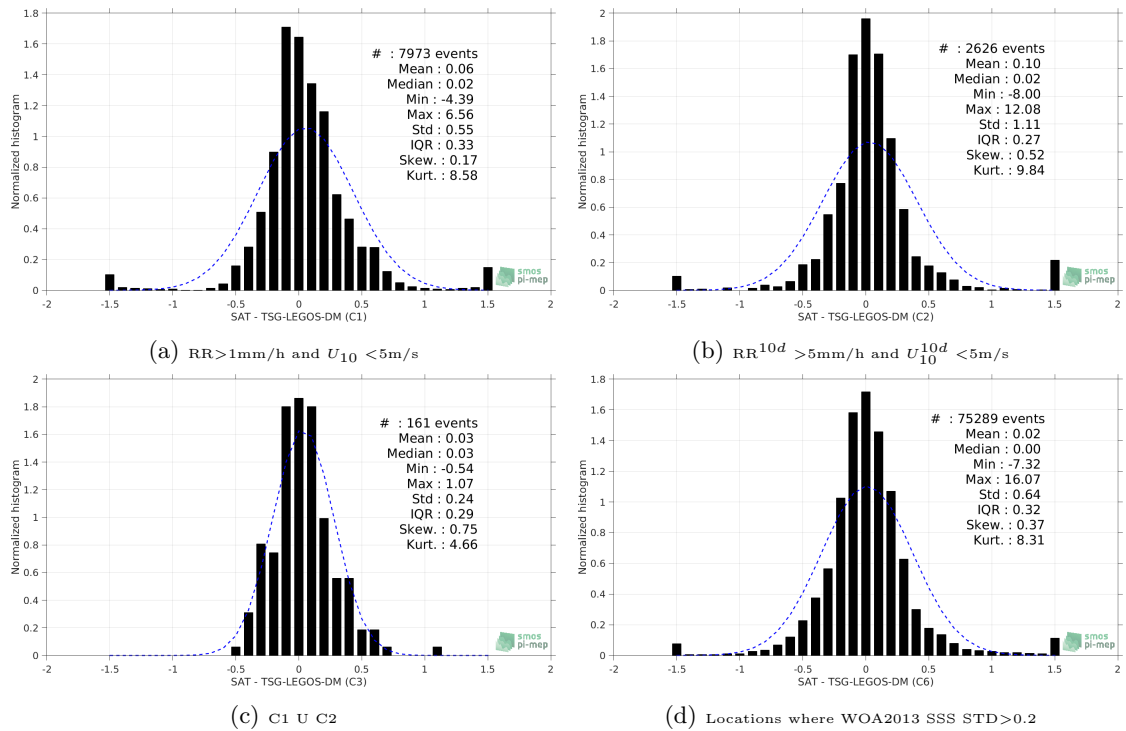 1.8
1.6
1.4
1.2
1
0.8
0.6
0.4
0.2
0
Normalized histogram
# : 7973 events
Mean : 0.06
Median : 0.02
Min : -4.39
Max : 6.56
Std : 0.55
IQR : 0.33
Skew. : 0.17
Kurt. : 8.58
smos
pi-mep
-2 -1.5 -1 -0.5 0 0.5 1 1.5 2
SAT - TSG-LEGOS-DM (C1)
(a) RR>1mm/h and U10 <5m/s
2
1.8
1.6
1.4
1.2
1
0.8
0.6
0.4
0.2
0
Normalized histogram
# : 2626 events
Mean : 0.10
Median : 0.02
Min : -8.00
Max : 12.08
Std : 1.11
IQR : 0.27
Skew. : 0.52
Kurt. : 9.84
smos
pi-mep
-2 -1.5 -1 -0.5 0 0.5 1 1.5 2
SAT - TSG-LEGOS-DM (C2)
(b) RR10d >5mm/h and U10d10 <5m/s
2
1.8
1.6
1.4
1.2
1
0.8
0.6
0.4
0.2
0
Normalized histogram
# : 161 events
Mean : 0.03
Median : 0.03
Min : -0.54
Max : 1.07
Std : 0.24
IQR : 0.29
Skew. : 0.75
Kurt. : 4.66
smos
pi-mep
-2 -1.5 -1 -0.5 0 0.5 1 1.5 2
SAT - TSG-LEGOS-DM (C3)
(c) C1 U C2
1.8
1.6
1.4
1.2
1
0.8
0.6
0.4
0.2
0
Normalized histogram
# : 75289 events
Mean : 0.02
Median : 0.00
Min : -7.32
Max : 16.07
Std : 0.64
IQR : 0.32
Skew. : 0.37
Kurt. : 8.31
smos
pi-mep
-2 -1.5 -1 -0.5 0 0.5 1 1.5 2
SAT - TSG-LEGOS-DM (C6)
(d) Locations where WOA2013 SSS STD>0.2